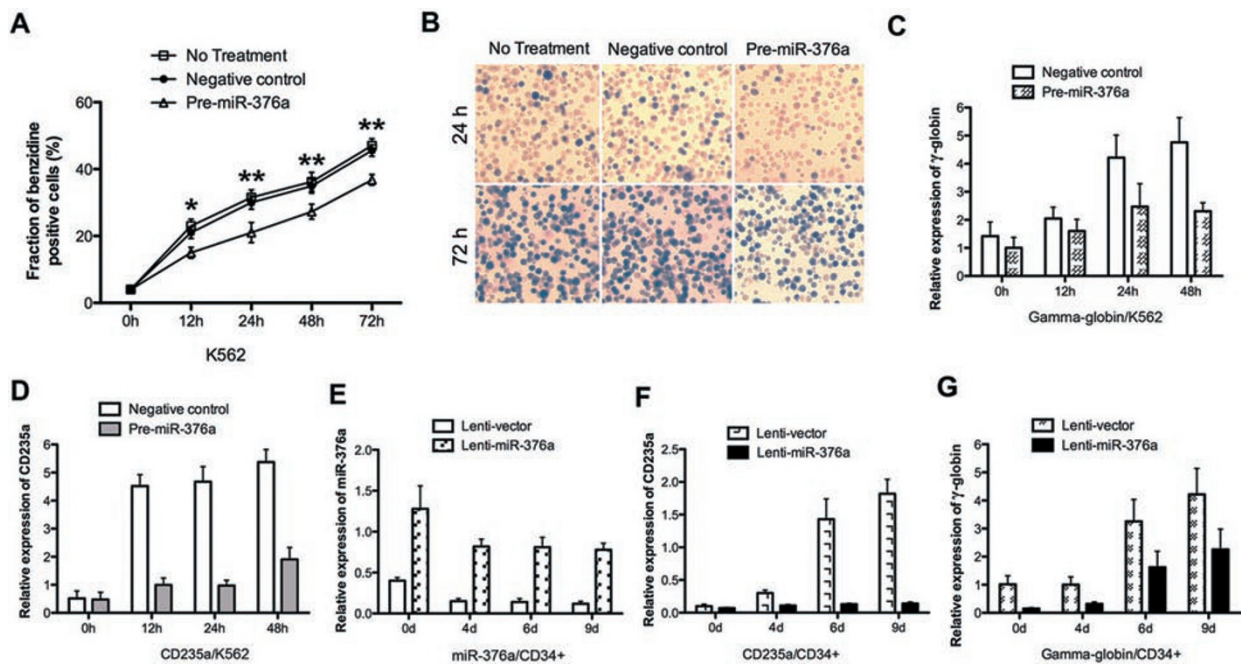 A
No Treatment
Negative control
Pre-miR-376a
Fraction of benzidine
positive cells (%)
60
40
20
0
*
**
**
**
0h
12h
24h
48h
72h
K562
B
No Treatment
Negative control
Pre-miR-376a
24 h
72 h
C
Negative control
Pre-miR-376a
Relative expression of γ-globin
6
5
4
3
2
1
0
0h
12h
24h
48h
Gamma-globin/K562
D
Negative control
Pre-miR-376a
Relative expression of CD235a
6
5
4
3
2
1
0
0h
12h
24h
48h
CD235a/K562
E
Lenti-vector
Lenti-miR-376a
Relative expression of miR-376a
2.0
1.5
1.0
0.5
0.0
0d
4d
6d
9d
miR-376a/CD34+
F
Lenti-vector
Lenti-miR-376a
Relative expression of CD235a
2.5
2.0
1.5
1.0
0.5
0.0
0d
4d
6d
9d
CD235a/CD34+
G
Lenti-vector
Lenti-miR-376a
Relative expression of γ-globin
6
5
4
3
2
1
0
0d
4d
6d
9d
Gamma-globin/CD34+